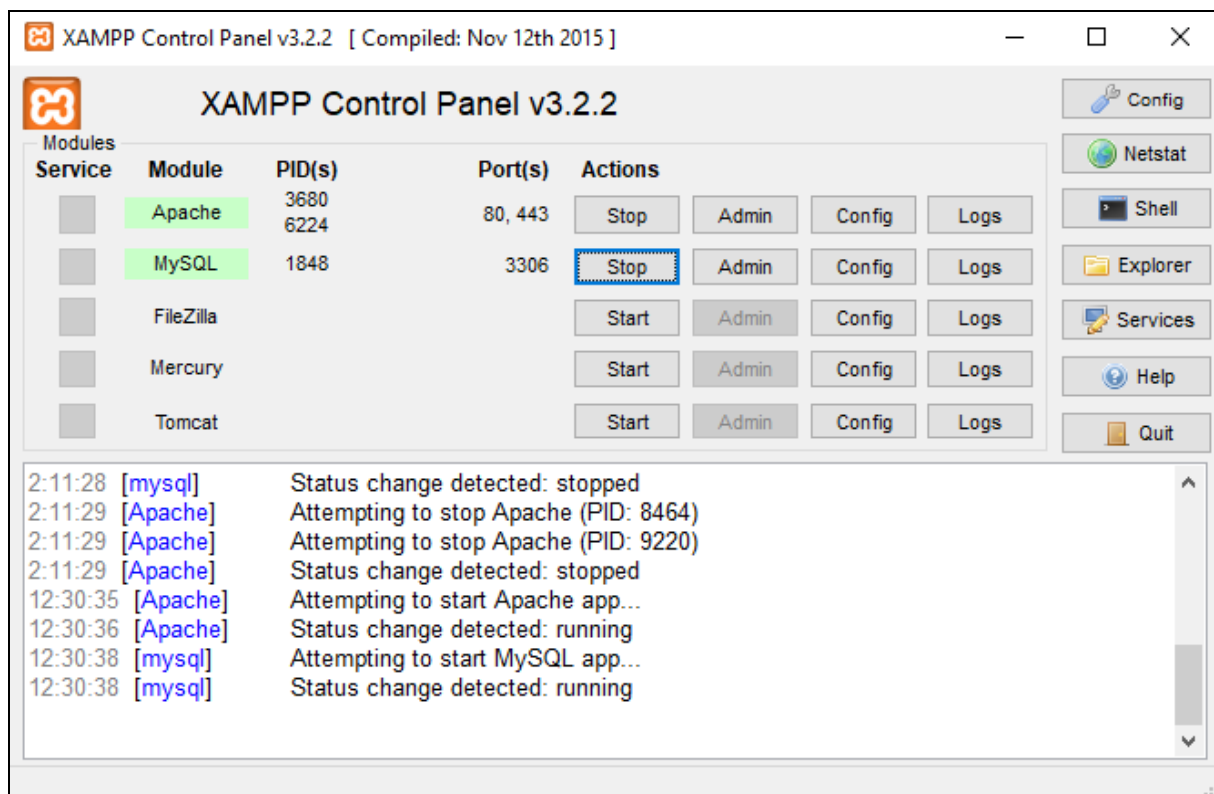 XAMPP Control Panel v3.2.2 [ Compiled: Nov 12th 2015 ]
XAMPP Control Panel v3.2.2
Config
Modules
Netstat
Service Module PID(s) Port(s) Actions
Apache 3680 6224 80, 443 Stop Admin Config Logs
Shell
MySQL 1848 3306 Stop Admin Config Logs
Explorer
FileZilla Start Admin Config Logs
Services
Mercury Start Admin Config Logs
Help
Tomcat Start Admin Config Logs
Quit
2:11:28 [mysql] Status change detected: stopped
2:11:29 [Apache] Attempting to stop Apache (PID: 8464)
2:11:29 [Apache] Attempting to stop Apache (PID: 9220)
2:11:29 [Apache] Status change detected: stopped
12:30:35 [Apache] Attempting to start Apache app...
12:30:36 [Apache] Status change detected: running
12:30:38 [mysql] Attempting to start MySQL app...
12:30:38 [mysql] Status change detected: running